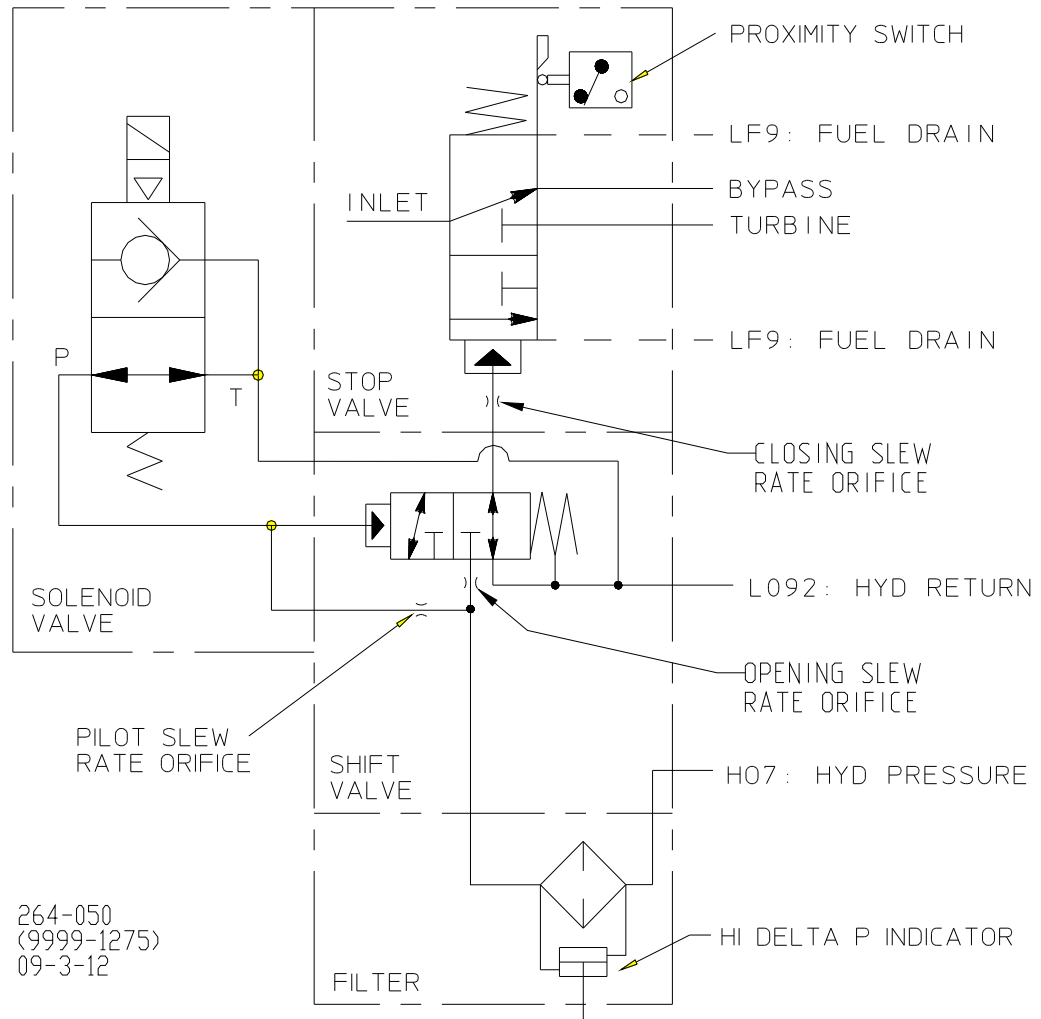 PROXIMITY SWITCH
LF9: FUEL DRAIN
INLET
BYPASS
TURBINE
P
T
LF9: FUEL DRAIN
STOP
VALVE
CLOSING SLEW
RATE ORIFICE
SOLENOID
VALVE
L092: HYD RETURN
OPENING SLEW
RATE ORIFICE
PILOT SLEW
RATE ORIFICE
SHIFT
VALVE
H07: HYD PRESSURE
264-050
(9999-1275)
09-3-12
HI DELTA P INDICATOR
FILTER